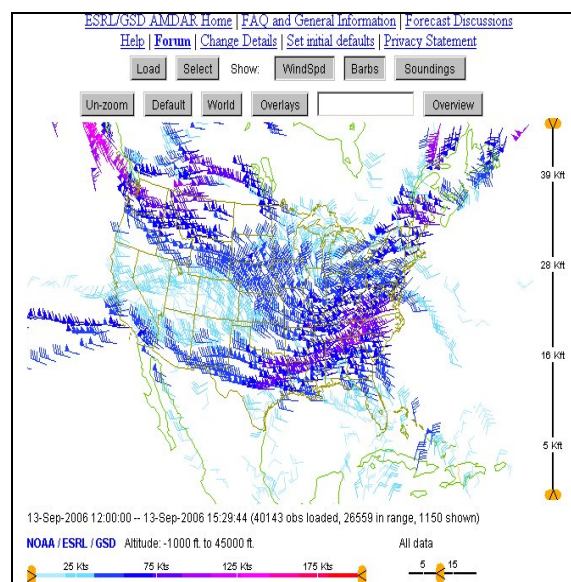 ESRL/GSD AMDAR Home | FAQ and General Information | Forecast Discussions
Help | Forum | Change Details | Set initial defaults | Privacy Statement
Load Select Show: WindSpd Barbs Soundings
Un-zoom Default World Overlays Overview
39 Kft
28 Kft
16 Kft
5 Kft
13-Sep-2006 12:00:00 -- 13-Sep-2006 15:29:44 (40143 obs loaded, 26559 in range, 1150 shown)
NOAA / ESRL / GSD Altitude: -1000 ft. to 45000 ft. All data
25 Kts 75 Kts 125 Kts 175 Kts 5 15